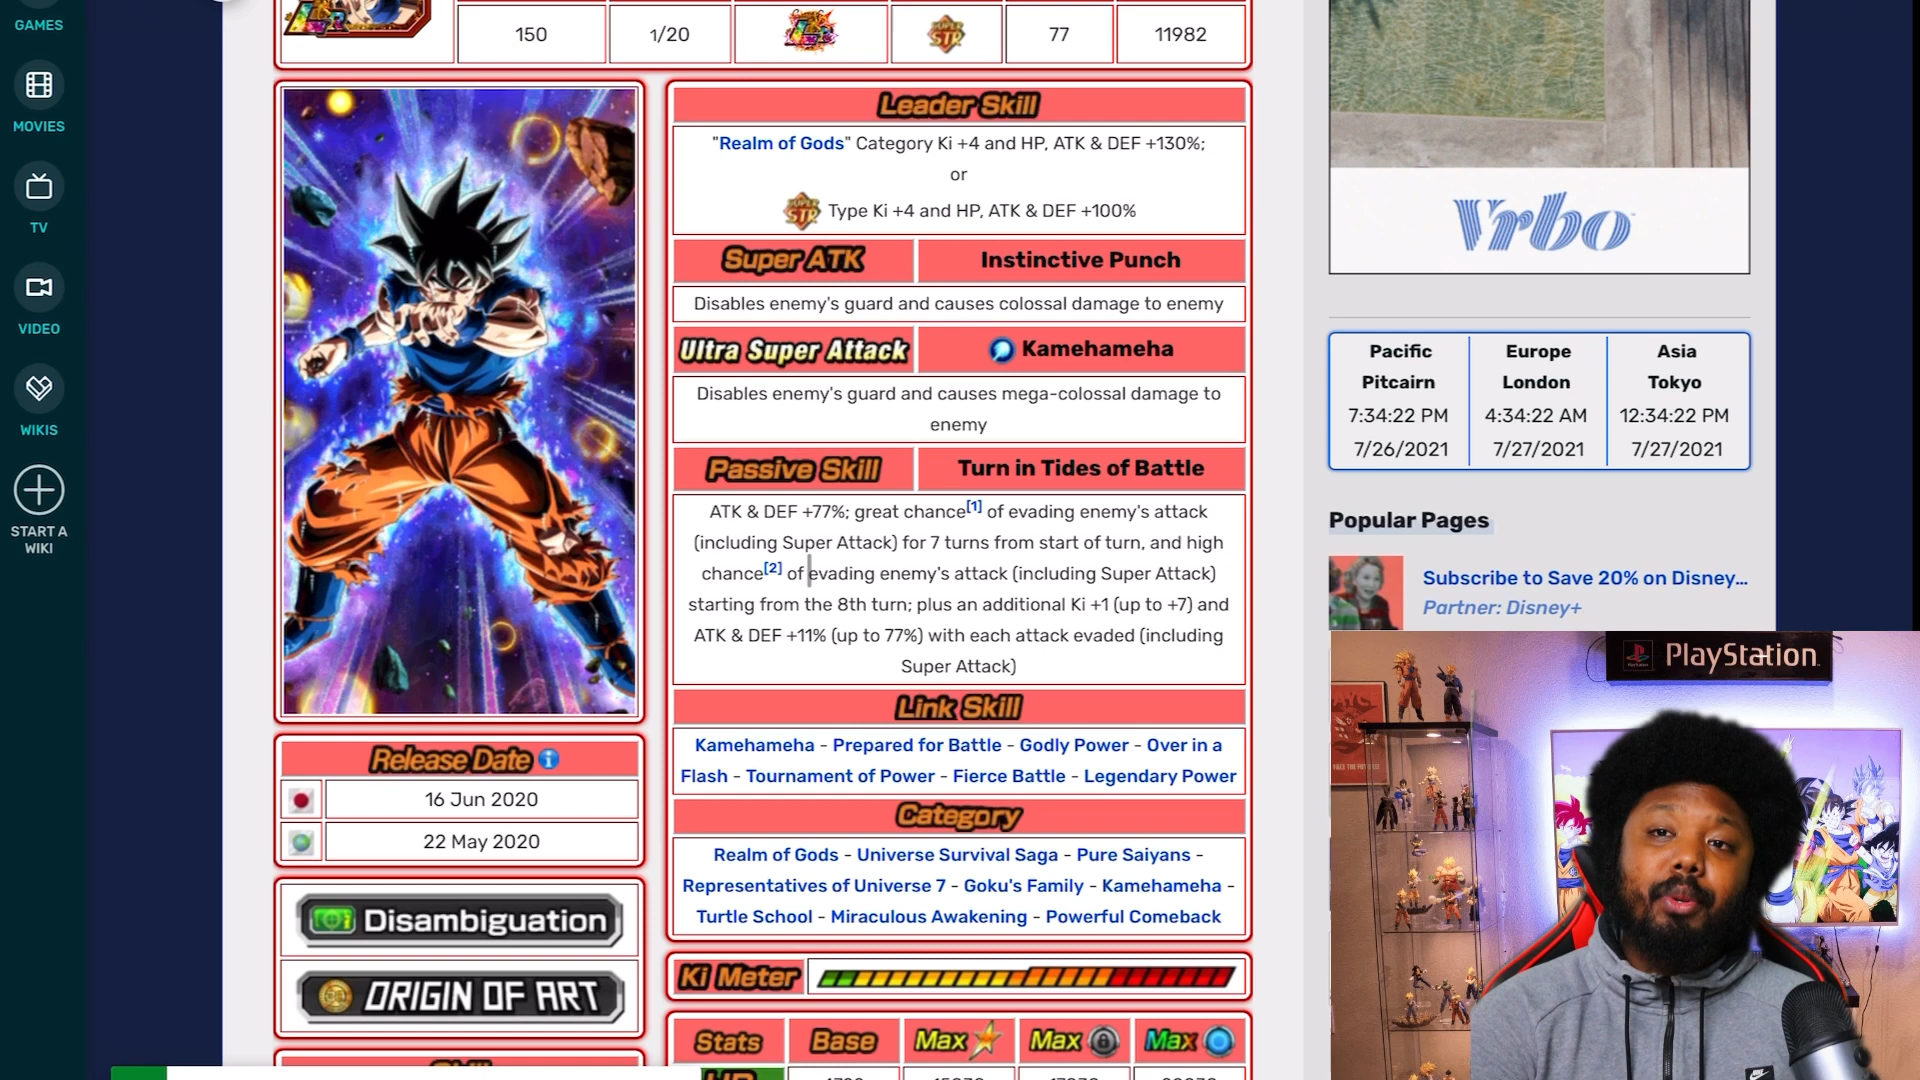 GAMES
MOVIES
TV
VIDEO
WIKIS
START A
WIKI
LR
150
1/20
LR
SUPER
STR
77
11982
Leader Skill
"Realm of Gods" Category Ki +4 and HP, ATK & DEF +130%;
or
SUPER STR Type Ki +4 and HP, ATK & DEF +100%
Super ATK
Instinctive Punch
Disables enemy's guard and causes colossal damage to enemy
Ultra Super Attack
Kamehameha
Disables enemy's guard and causes mega-colossal damage to
enemy
Passive Skill
Turn in Tides of Battle
ATK & DEF +77%; great chance[1] of evading enemy's attack
(including Super Attack) for 7 turns from start of turn, and high
chance[2] of evading enemy's attack (including Super Attack)
starting from the 8th turn; plus an additional Ki +1 (up to +7) and
ATK & DEF +11% (up to 77%) with each attack evaded (including
Super Attack)
Link Skill
Kamehameha - Prepared for Battle - Godly Power - Over in a
Flash - Tournament of Power - Fierce Battle - Legendary Power
Category
Realm of Gods - Universe Survival Saga - Pure Saiyans -
Representatives of Universe 7 - Goku's Family - Kamehameha -
Turtle School - Miraculous Awakening - Powerful Comeback
Ki Meter
Stats
Base
Max
Max
Max
Release Date
16 Jun 2020
22 May 2020
Disambiguation
ORIGIN OF ART
Vrbo
Pacific
Pitcairn
7:34:22 PM
7/26/2021
Europe
London
4:34:22 AM
7/27/2021
Asia
Tokyo
12:34:22 PM
7/27/2021
Popular Pages
Subscribe to Save 20% on Disney...
Partner: Disney+
PlayStation